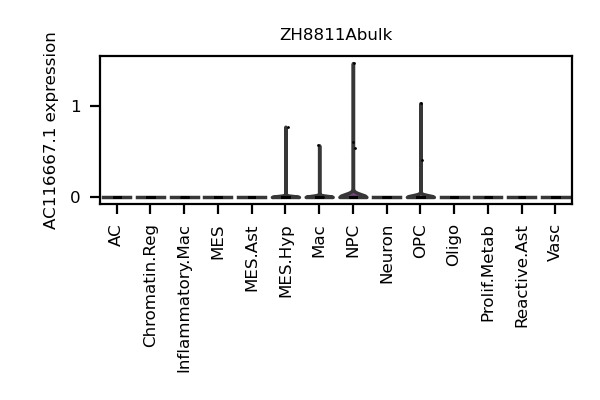 ZH8811Abulk
AC116667.1 expression
1
0
AC
Chromatin.Reg
Inflammatory.Mac
MES
MES.Ast
MES.Hyp
Mac
NPC
Neuron
OPC
Oligo
Prolif.Metab
Reactive.Ast
Vasc